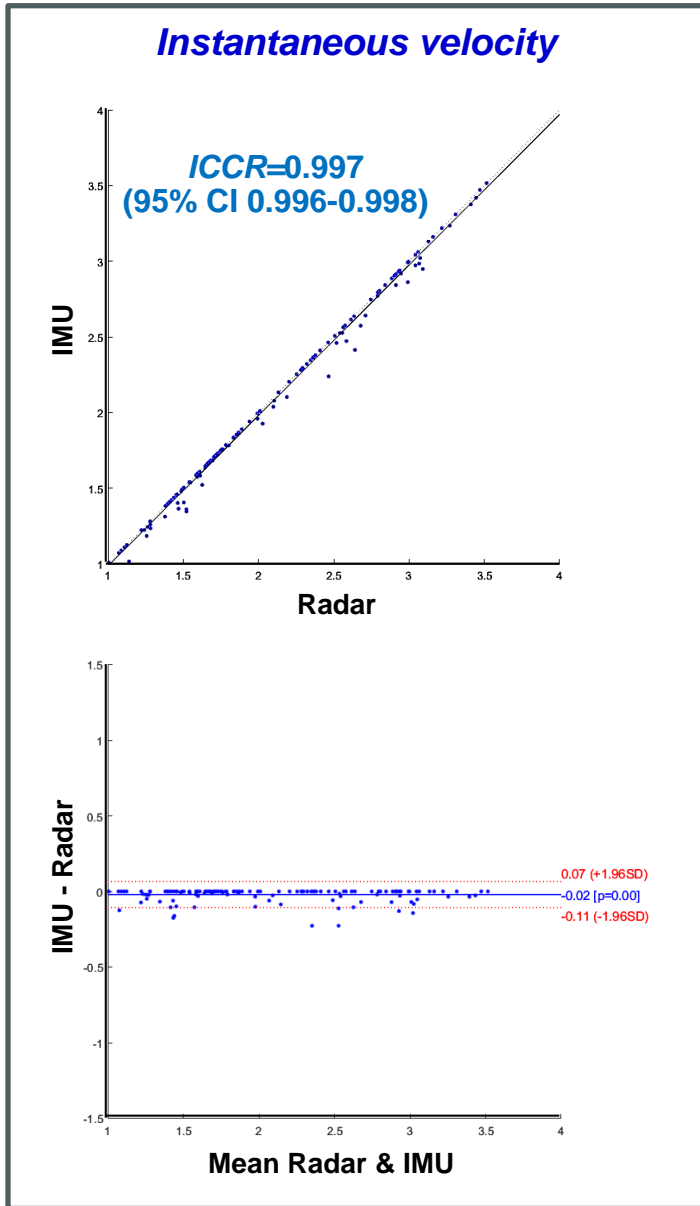 Instantaneous velocity
4
3.5
3
2.5
2
1.5
1
ICCR=0.997
(95% CI 0.996-0.998)
IMU
1 1.5 2 2.5 3 3.5 4
Radar
1.5
1
0.5
0
-0.5
-1
-1.5
IMU - Radar
0.07 (+1.96SD)
-0.02 [p=0.00]
-0.11 (-1.96SD)
1 1.5 2 2.5 3 3.5 4
Mean Radar & IMU